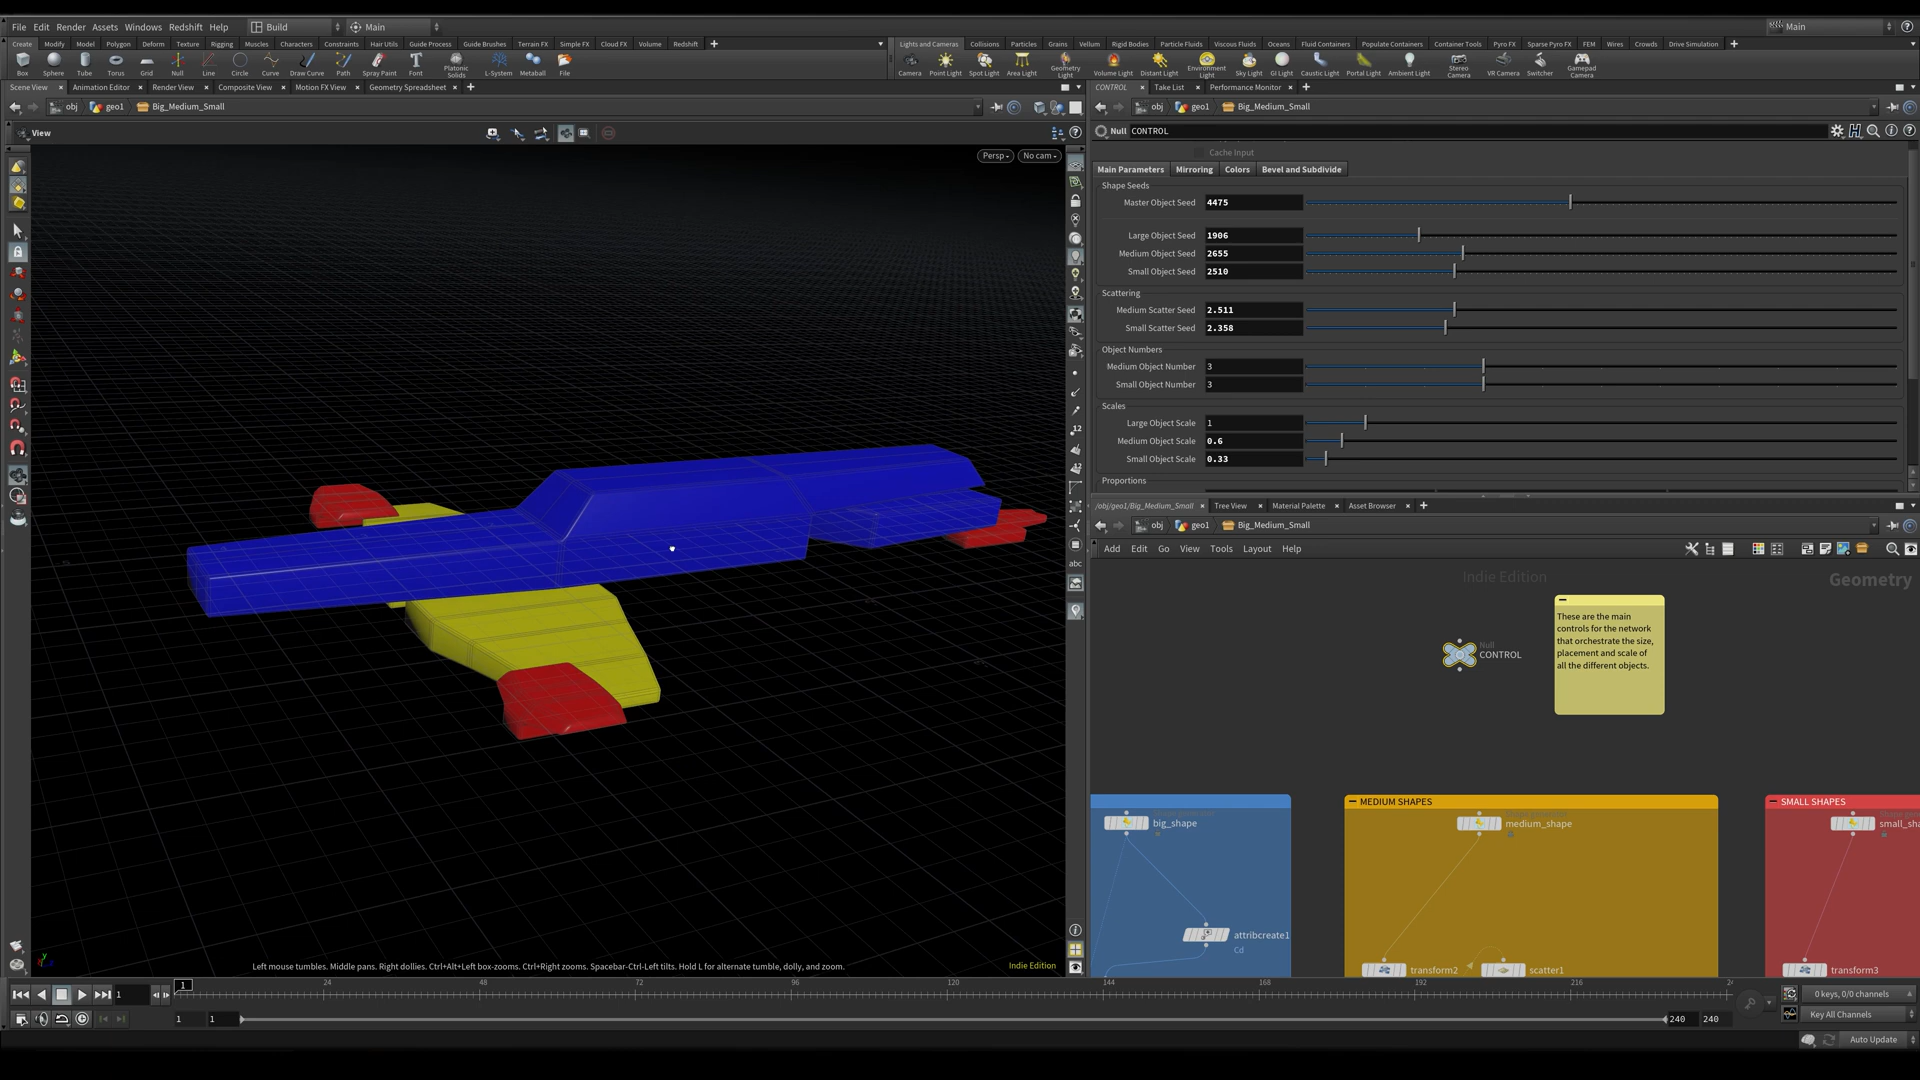 File Edit Render Assets Windows Redshift Help Build Main Main
Create Modify Model Polygon Deform Texture Rigging Muscles Characters Constraints Hair Utils Guide Process Guide Brushes Terrain FX Simple FX Cloud FX Volume Redshift
Lights and Cameras Collisions Particles Grains Vellum Rigid Bodies Particle Fluids Viscous Fluids Oceans Fluid Containers Populate Containers Container Tools Pyro FX Sparse Pyro FX FEM Wires Crowds Drive Simulation
Box Sphere Tube Torus Grid Null Line Circle Curve Draw Curve Path Spray Paint Font Platonic Solids L-System Metaball File
Camera Point Light Spot Light Area Light Geometry Light Volume Light Distant Light Environment Light Sky Light GI Light Caustic Light Portal Light Ambient Light Stereo Camera VR Camera Switcher Gamepad Camera
Scene View Animation Editor Render View Composite View Motion FX View Geometry Spreadsheet
obj geo1 Big_Medium_Small
View
Persp No cam
abc
Left mouse tumbles. Middle pans. Right dollies. Ctrl+Alt+Left box-zooms. Ctrl+Right zooms. Spacebar-Ctrl-Left tilts. Hold L for alternate tumble, dolly, and zoom.
Indie Edition
CONTROL Take List Performance Monitor
obj geo1 Big_Medium_Small
Null CONTROL
Cache Input
Main Parameters Mirroring Colors Bevel and Subdivide
Shape Seeds
Master Object Seed 4475
Large Object Seed 1906
Medium Object Seed 2655
Small Object Seed 2510
Scattering
Medium Scatter Seed 2.511
Small Scatter Seed 2.358
Object Numbers
Medium Object Number 3
Small Object Number 3
Scales
Large Object Scale 1
Medium Object Scale 0.6
Small Object Scale 0.33
Proportions
/obj/geo1/Big_Medium_Small Tree View Material Palette Asset Browser
obj geo1 Big_Medium_Small
Add Edit Go View Tools Layout Help
Indie Edition
Geometry
Null
CONTROL
These are the main
controls for the network
that orchestrate the size,
placement and scale of
all the different objects.
MEDIUM SHAPES
SMALL SHAPES
big_shape
medium_shape
small_sha
attribcreate1
Cd
transform2
scatter1
transform3
1 1 24 48 72 96 120 144 168 192 216
0 keys, 0/0 channels
1 1 240 240
Key All Channels
Auto Update